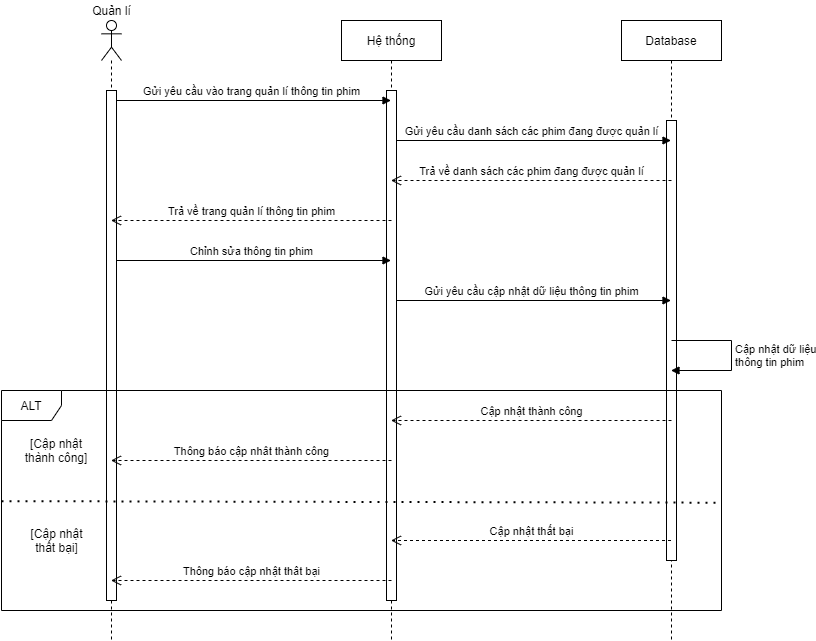 Quản lí
Hệ thống
Database
Gửi yêu cầu vào trang quản lí thông tin phim
Gửi yêu cầu danh sách các phim đang được quản lí
Trả về danh sách các phim đang được quản lí
Trả về trang quản lí thông tin phim
Chỉnh sửa thông tin phim
Gửi yêu cầu cập nhật dữ liệu thông tin phim
Cập nhật dữ liệu
thông tin phim
ALT
Cập nhật thành công
[Cập nhật
thành công]
Thông báo cập nhât thành công
[Cập nhật
thất bại]
Cập nhật thất bại
Thông báo cập nhật thât bại